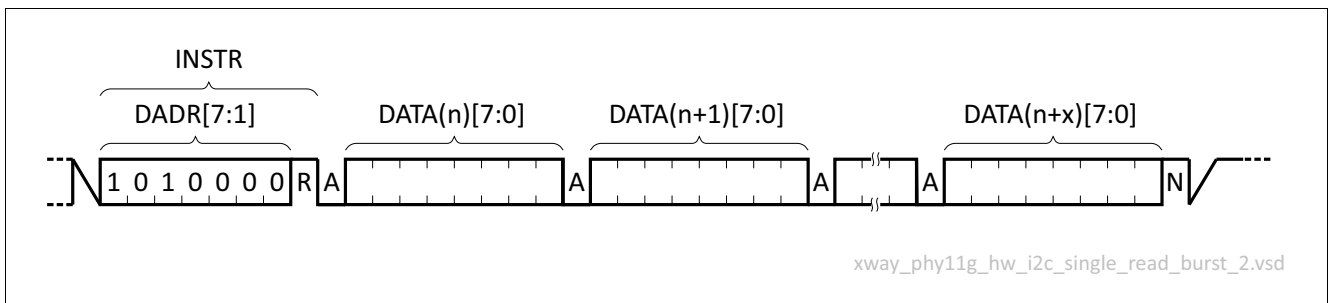 INSTR
DADR[7:1] DATA(n)[7:0] DATA(n+1)[7:0] DATA(n+x)[7:0]
1 0 1 0 0 0 0 R A A A A N
xway_phy11g_hw_i2c_single_read_burst_2.vsd